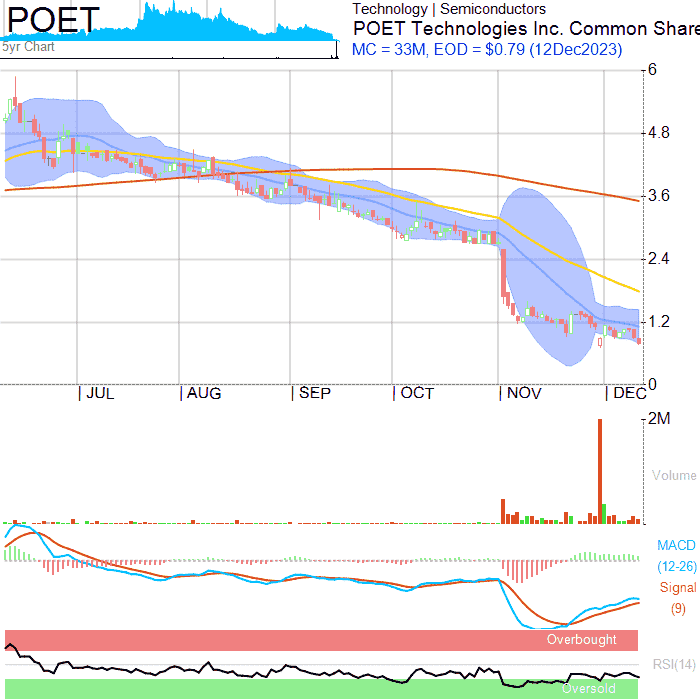 POET
5yr Chart
Technology | Semiconductors
POET Technologies Inc. Common Share
MC = 33M, EOD = $0.79 (12Dec2023)
6
4.8
3.6
2.4
1.2
0
| JUL | AUG | SEP | OCT | NOV | DEC
2M
Volume
MACD
(12-26)
Signal
(9)
Overbought
RSI(14)
Oversold